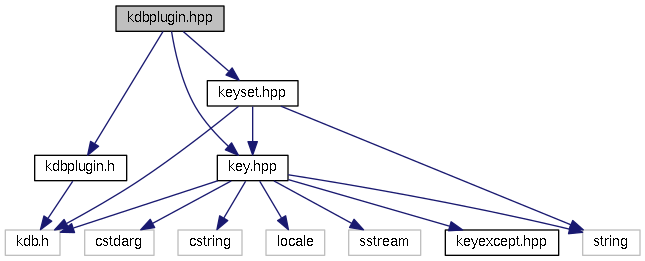 kdbplugin.hpp
keyset.hpp
kdbplugin.h
key.hpp
kdb.h
cstdarg
cstring
locale
sstream
keyexcept.hpp
string